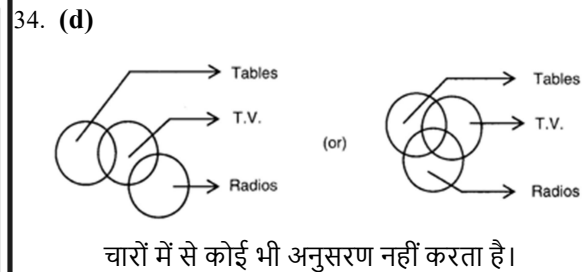 34. (d)
Tables
T.V.
Radios
(or)
Tables
T.V.
Radios
चारों में से कोई भी अनुसरण नहीं करता है।